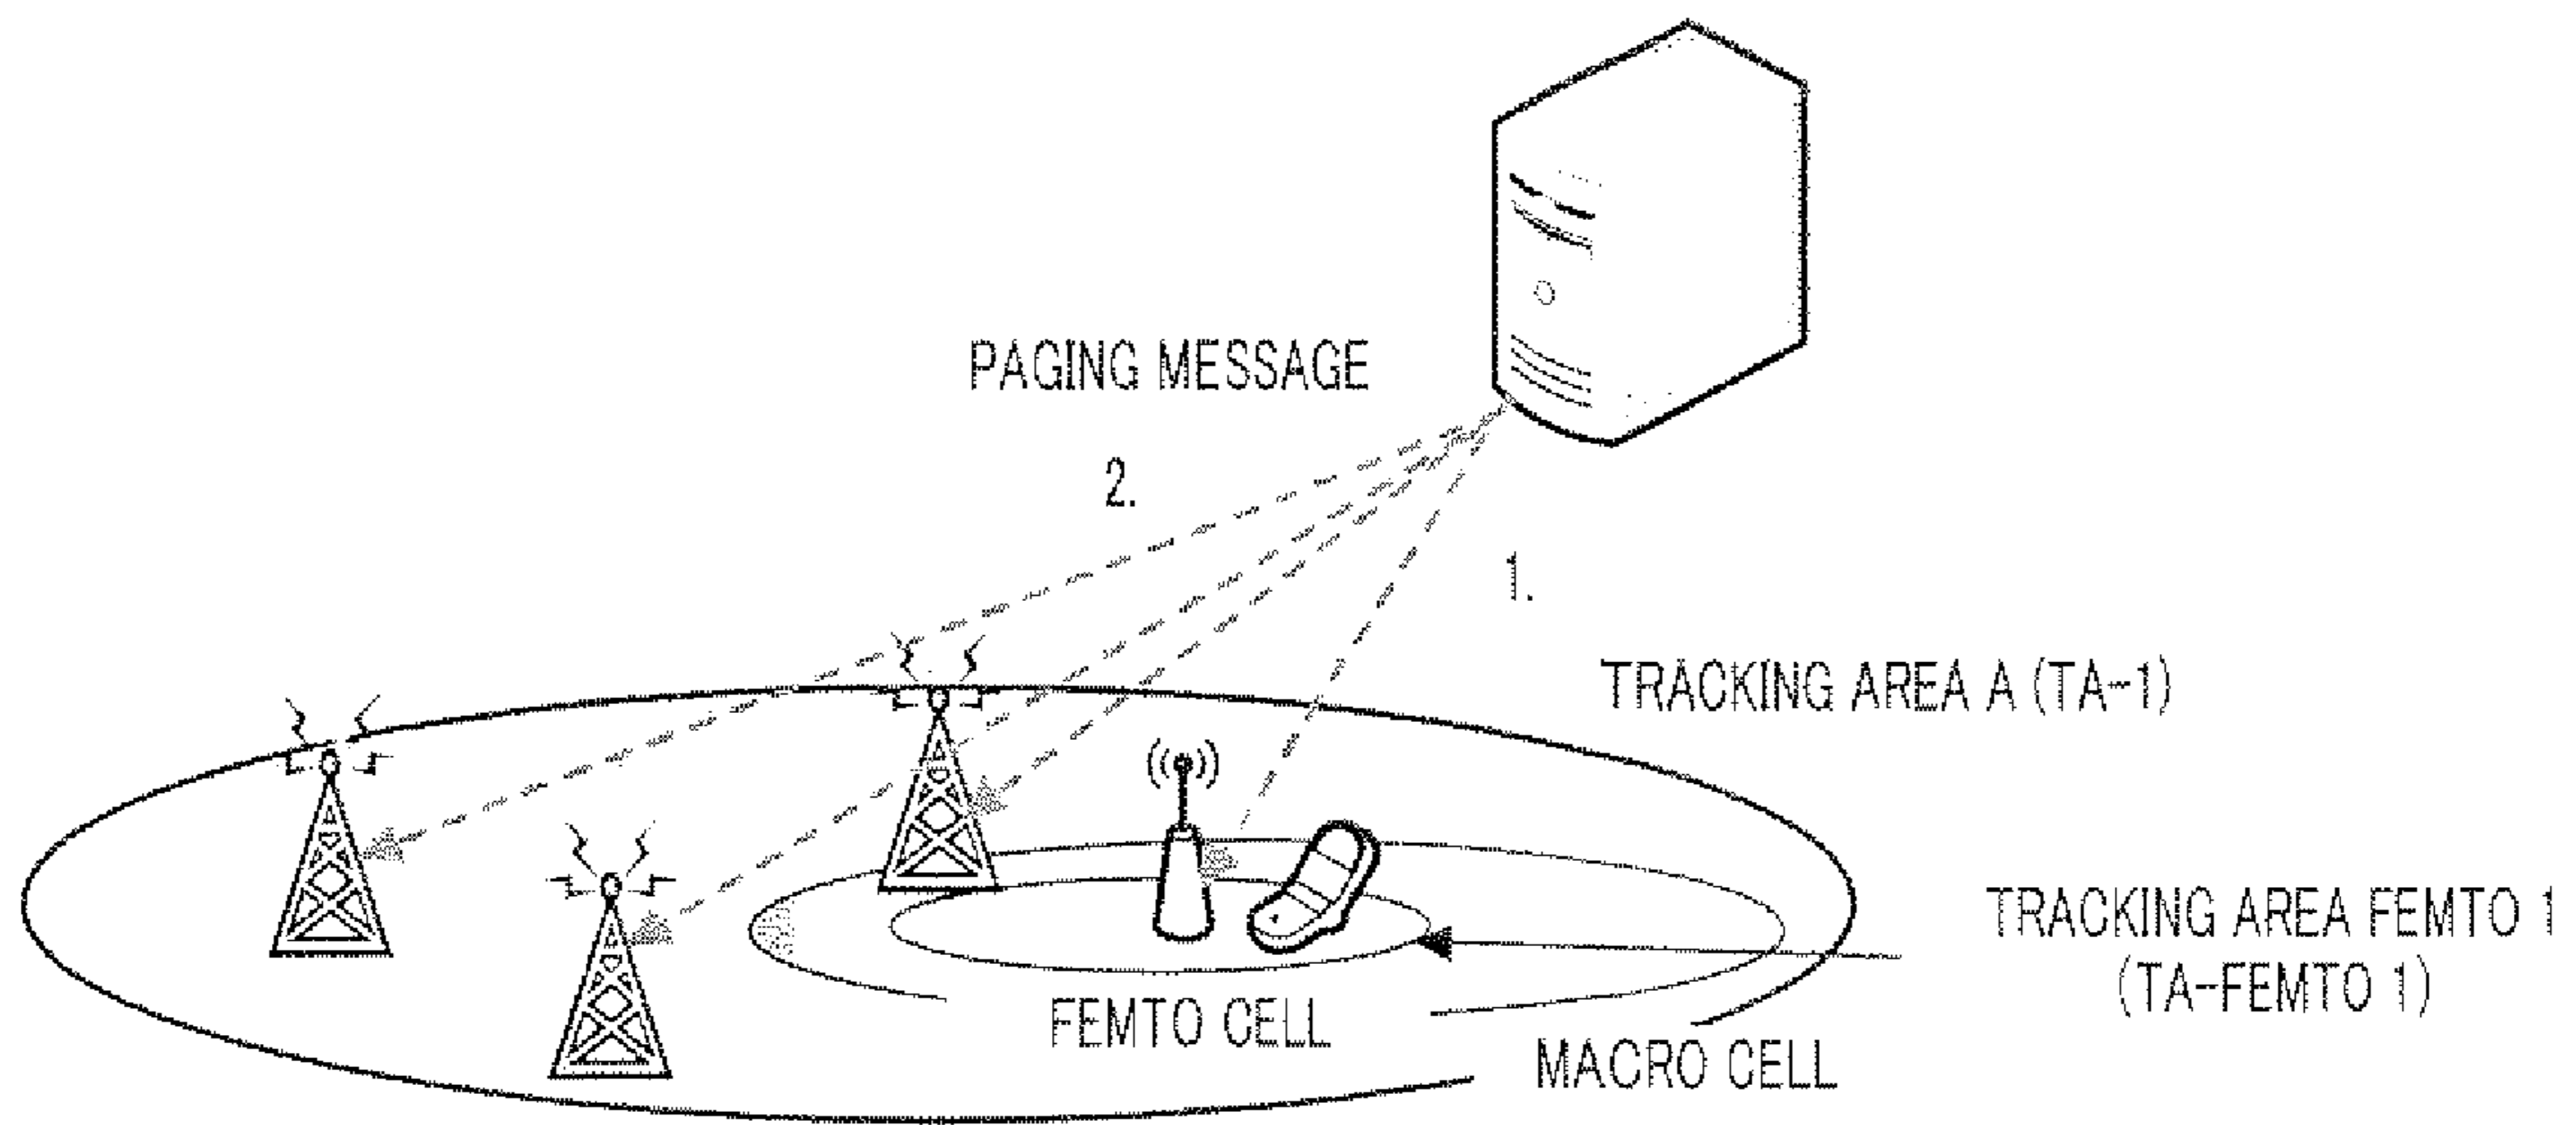 PAGING MESSAGE
2.
1.
TRACKING AREA A (TA-1)
TRACKING AREA FEMTO 1
(TA-FEMTO 1)
FEMTO CELL
MACRO CELL